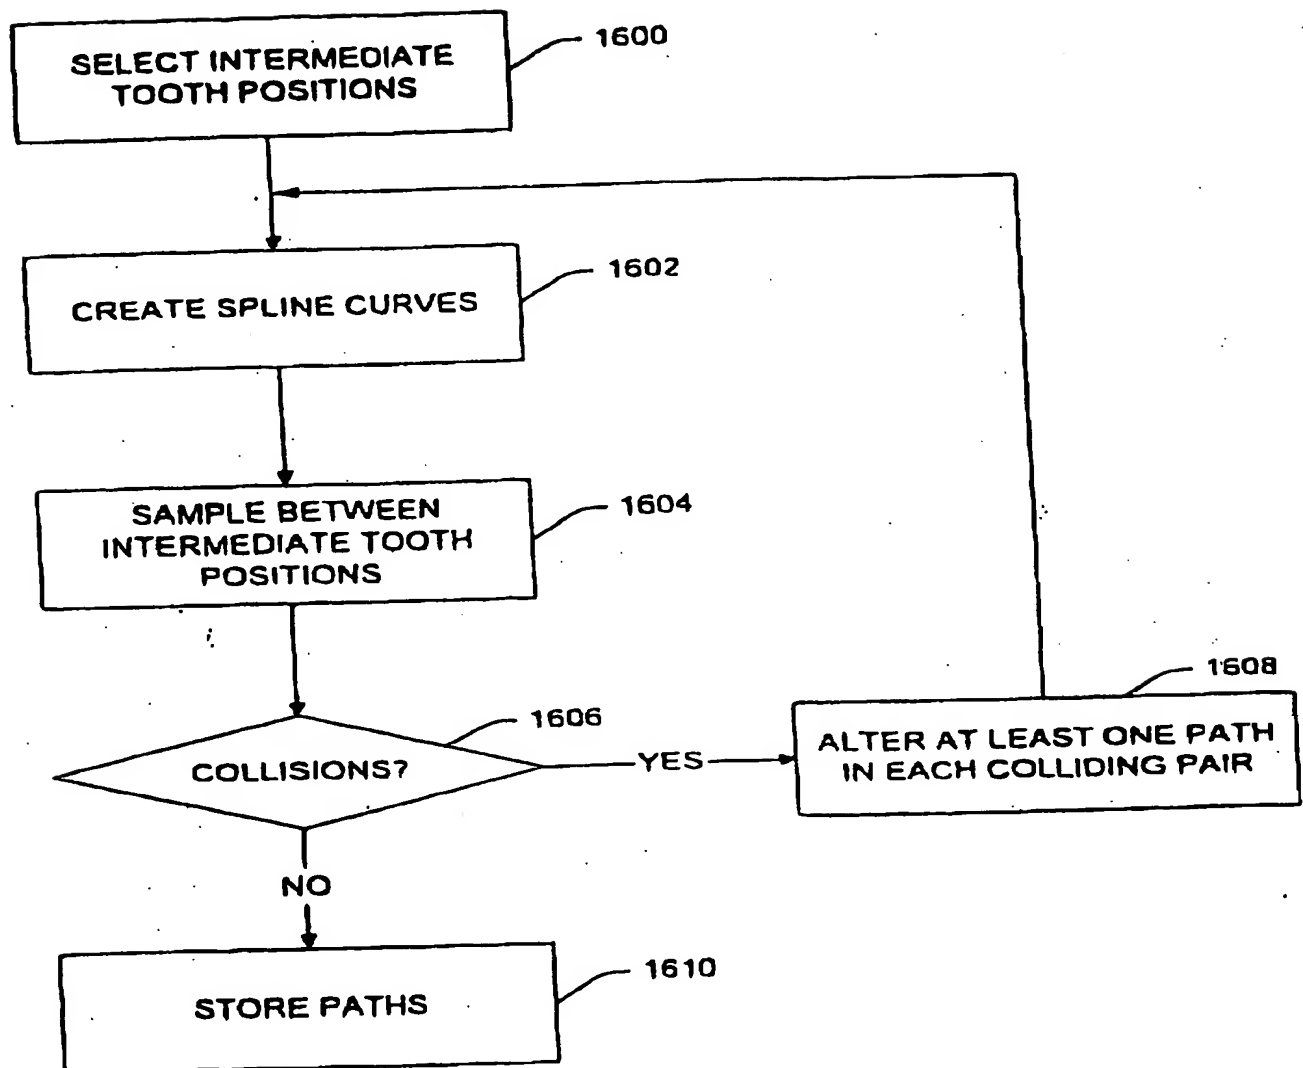 SELECT INTERMEDIATE
TOOTH POSITIONS
1600
CREATE SPLINE CURVES
1602
SAMPLE BETWEEN
INTERMEDIATE TOOTH
POSITIONS
1604
COLLISIONS?
1606
YES
ALTER AT LEAST ONE PATH
IN EACH COLLIDING PAIR
1608
NO
STORE PATHS
1610